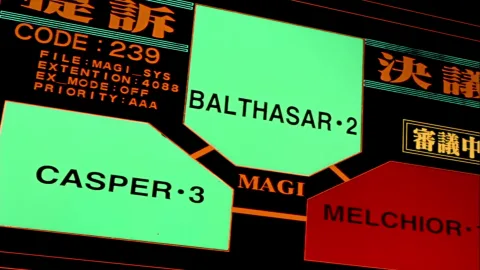 提訴
CODE:239
FILE:MAGI_SYS
EXTENTION:4088
EX_MODE:OFF
PRIORITY:AAA
決議
審議中
BALTHASAR・2
CASPER・3
MAGI
MELCHIOR・